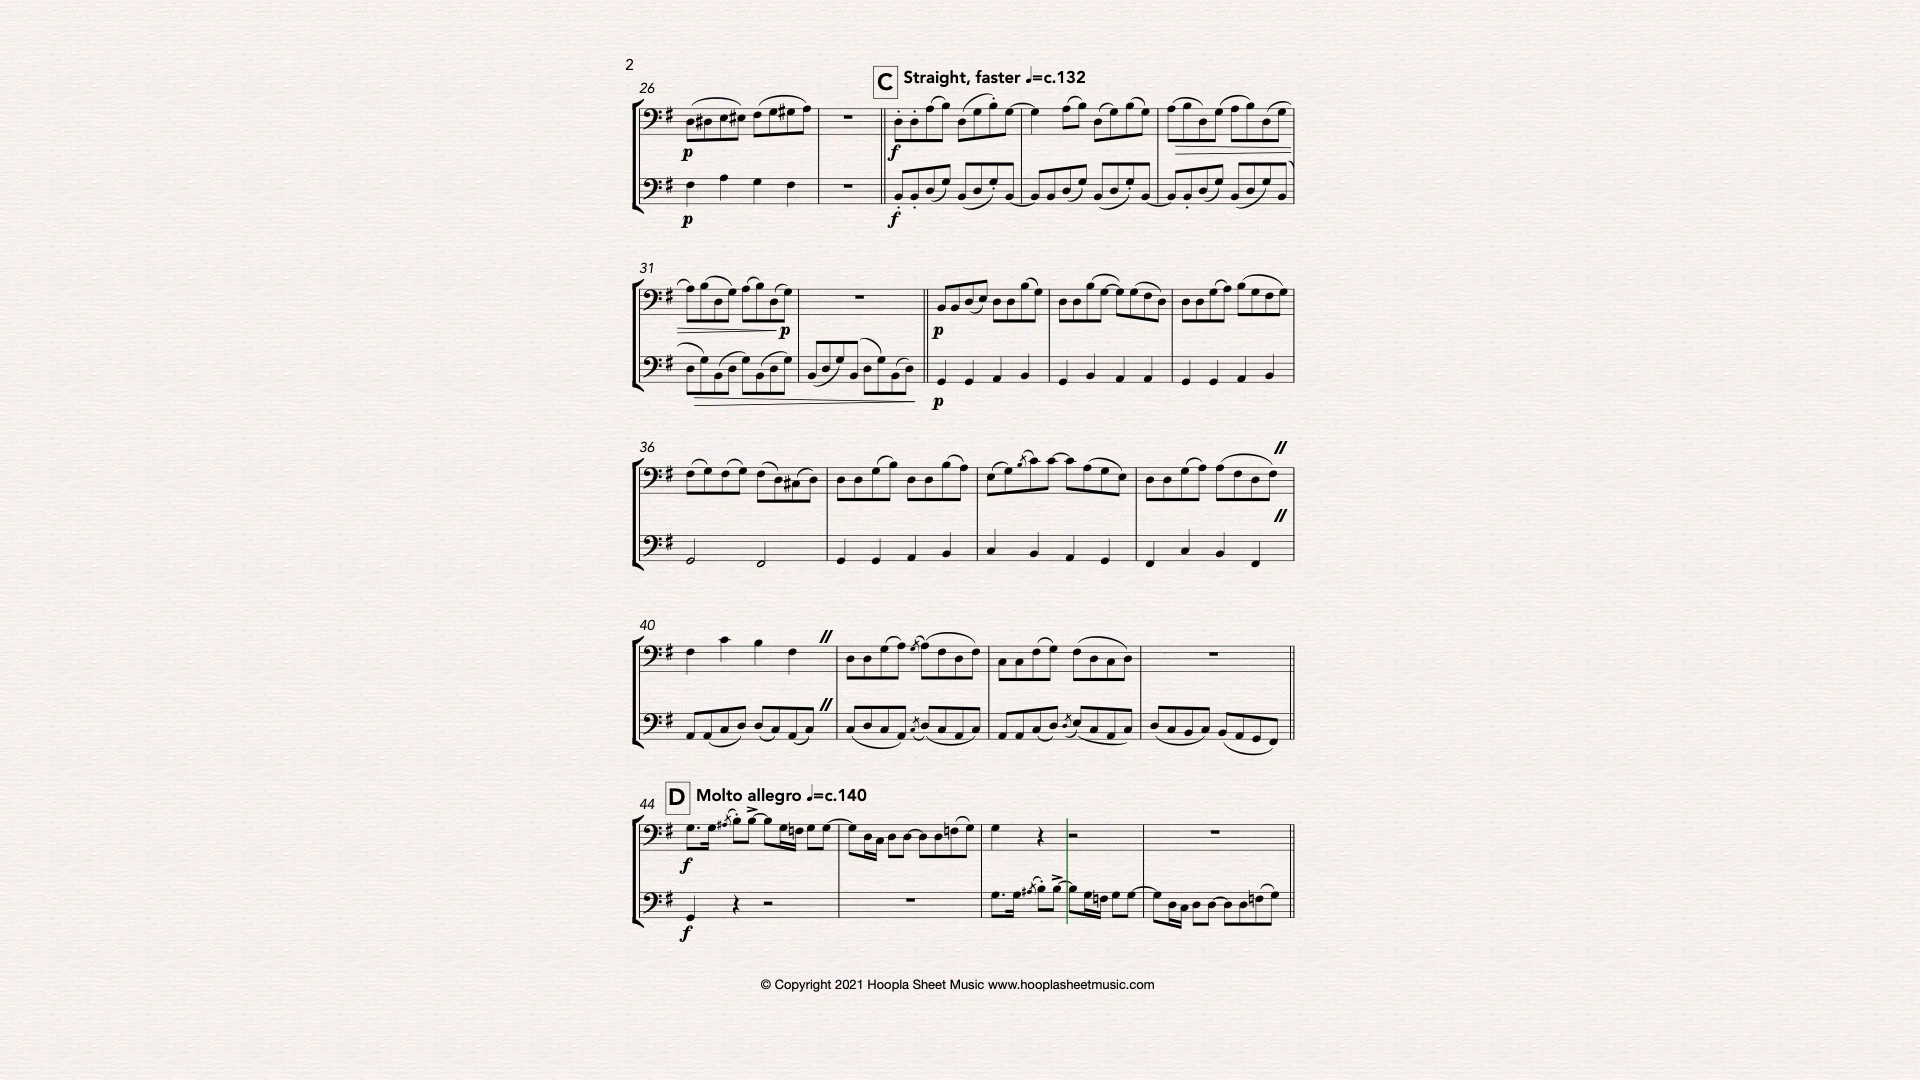 2
26
C Straight, faster ♩=c.132
p
f
p
f
31
p
p
p
36
40
44
D Molto allegro ♩=c.140
f
f
© Copyright 2021 Hoopla Sheet Music www.hooplasheetmusic.com